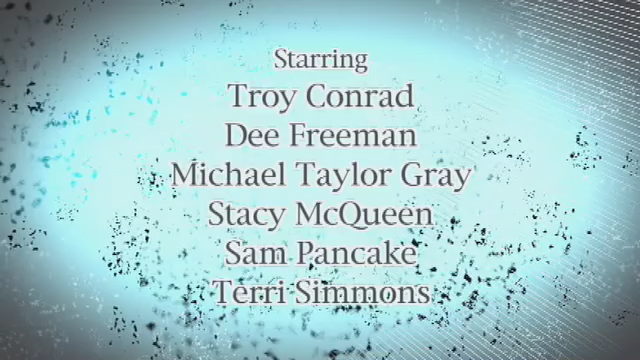 Starring
Troy Conrad
Dee Freeman
Michael Taylor Gray
Stacy McQueen
Sam Pancake
Terri Simmons